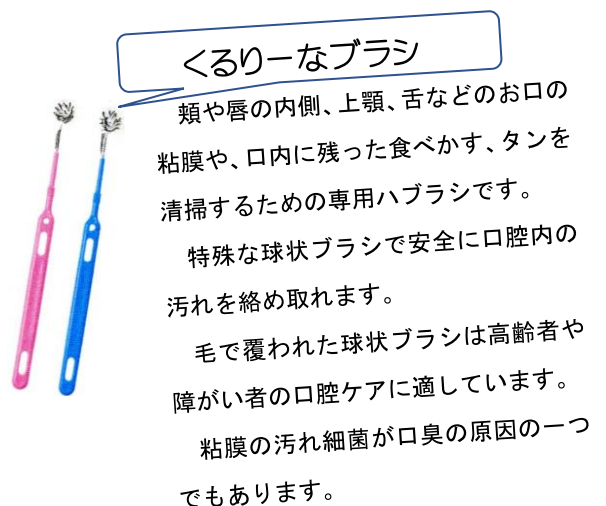 くるりーなブラシ
頬や唇の内側、上顎、舌などのお口の
粘膜や、口内に残った食べかす、タンを
清掃するための専用ハブラシです。
特殊な球状ブラシで安全に口腔内の
汚れを絡め取れます。
毛で覆われた球状ブラシは高齢者や
障がい者の口腔ケアに適しています。
粘膜の汚れ細菌が口臭の原因の一つ
でもあります。